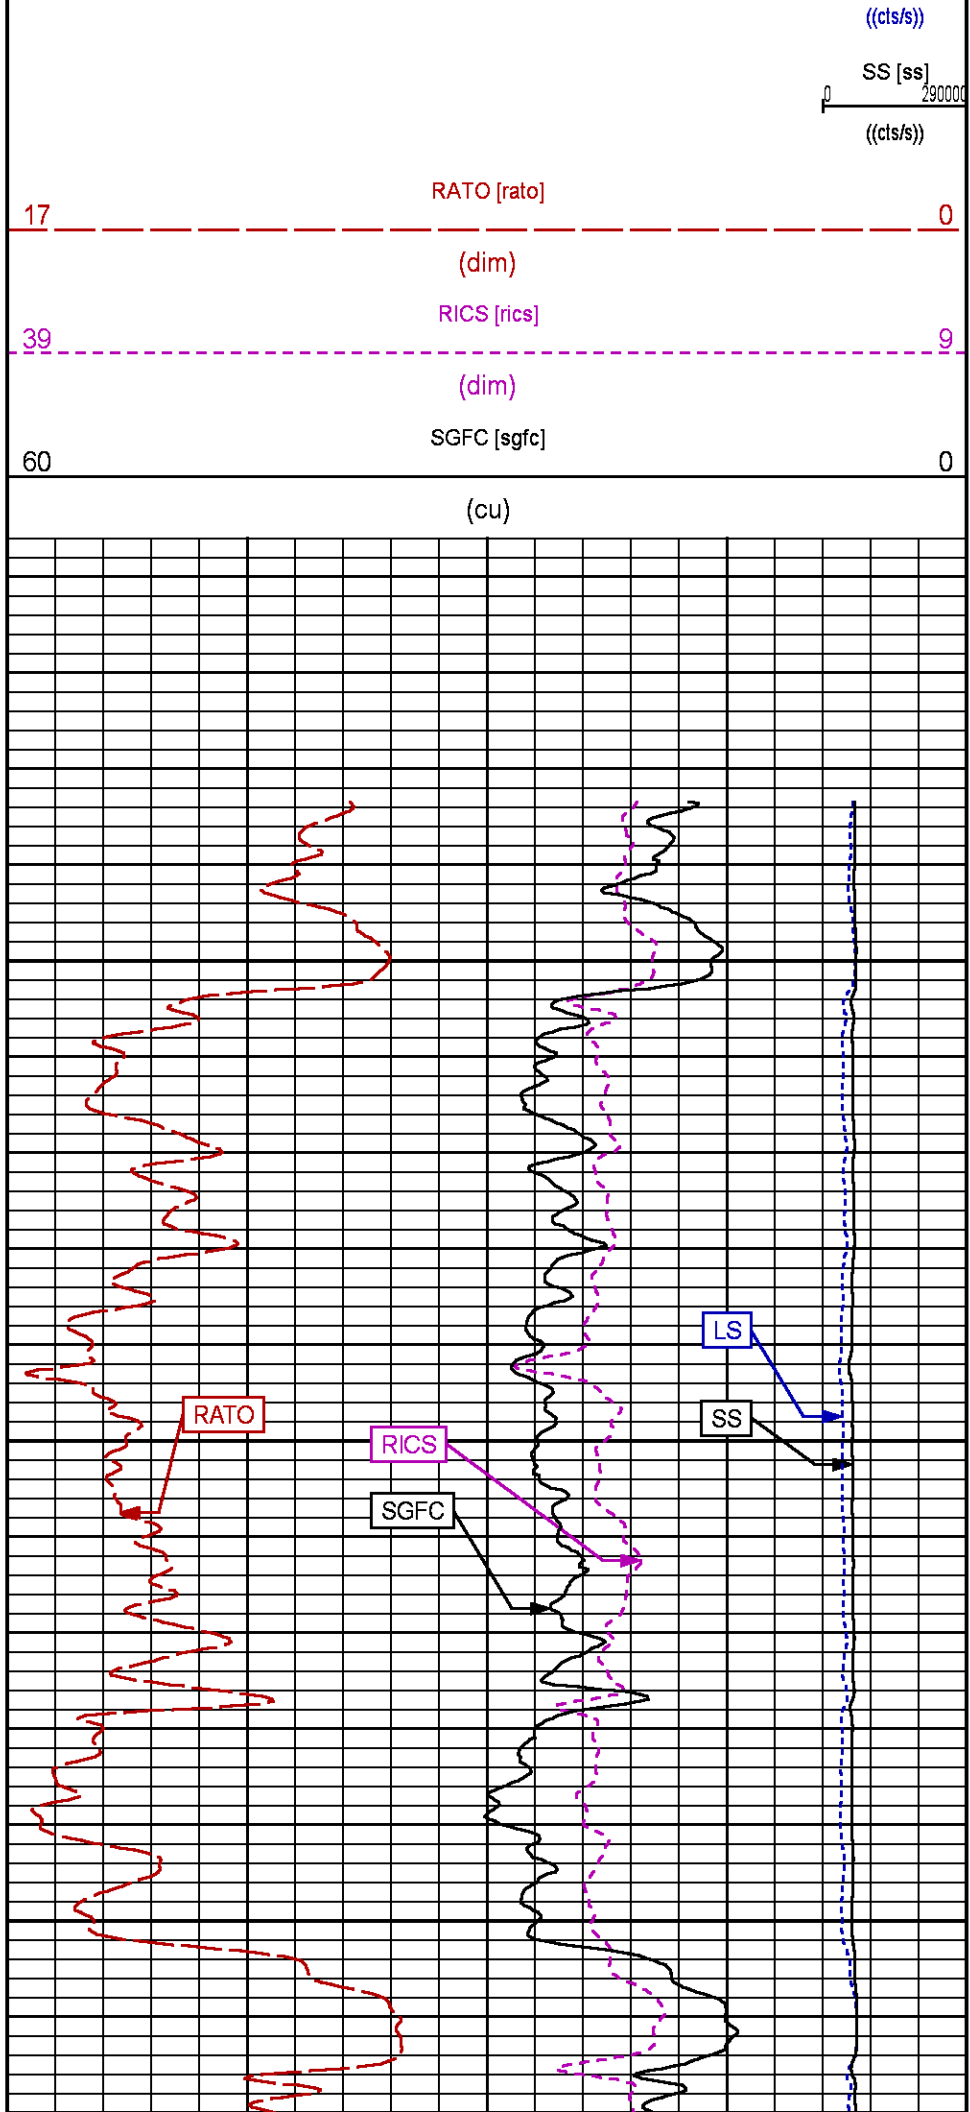 ((cts/s))
SS [ss]
0 290000
((cts/s))
RATO [rato]
17 0
(dim)
RICS [rics]
39 9
(dim)
SGFC [sgfc]
60 0
(cu)
LS
RATO
SS
RICS
SGFC